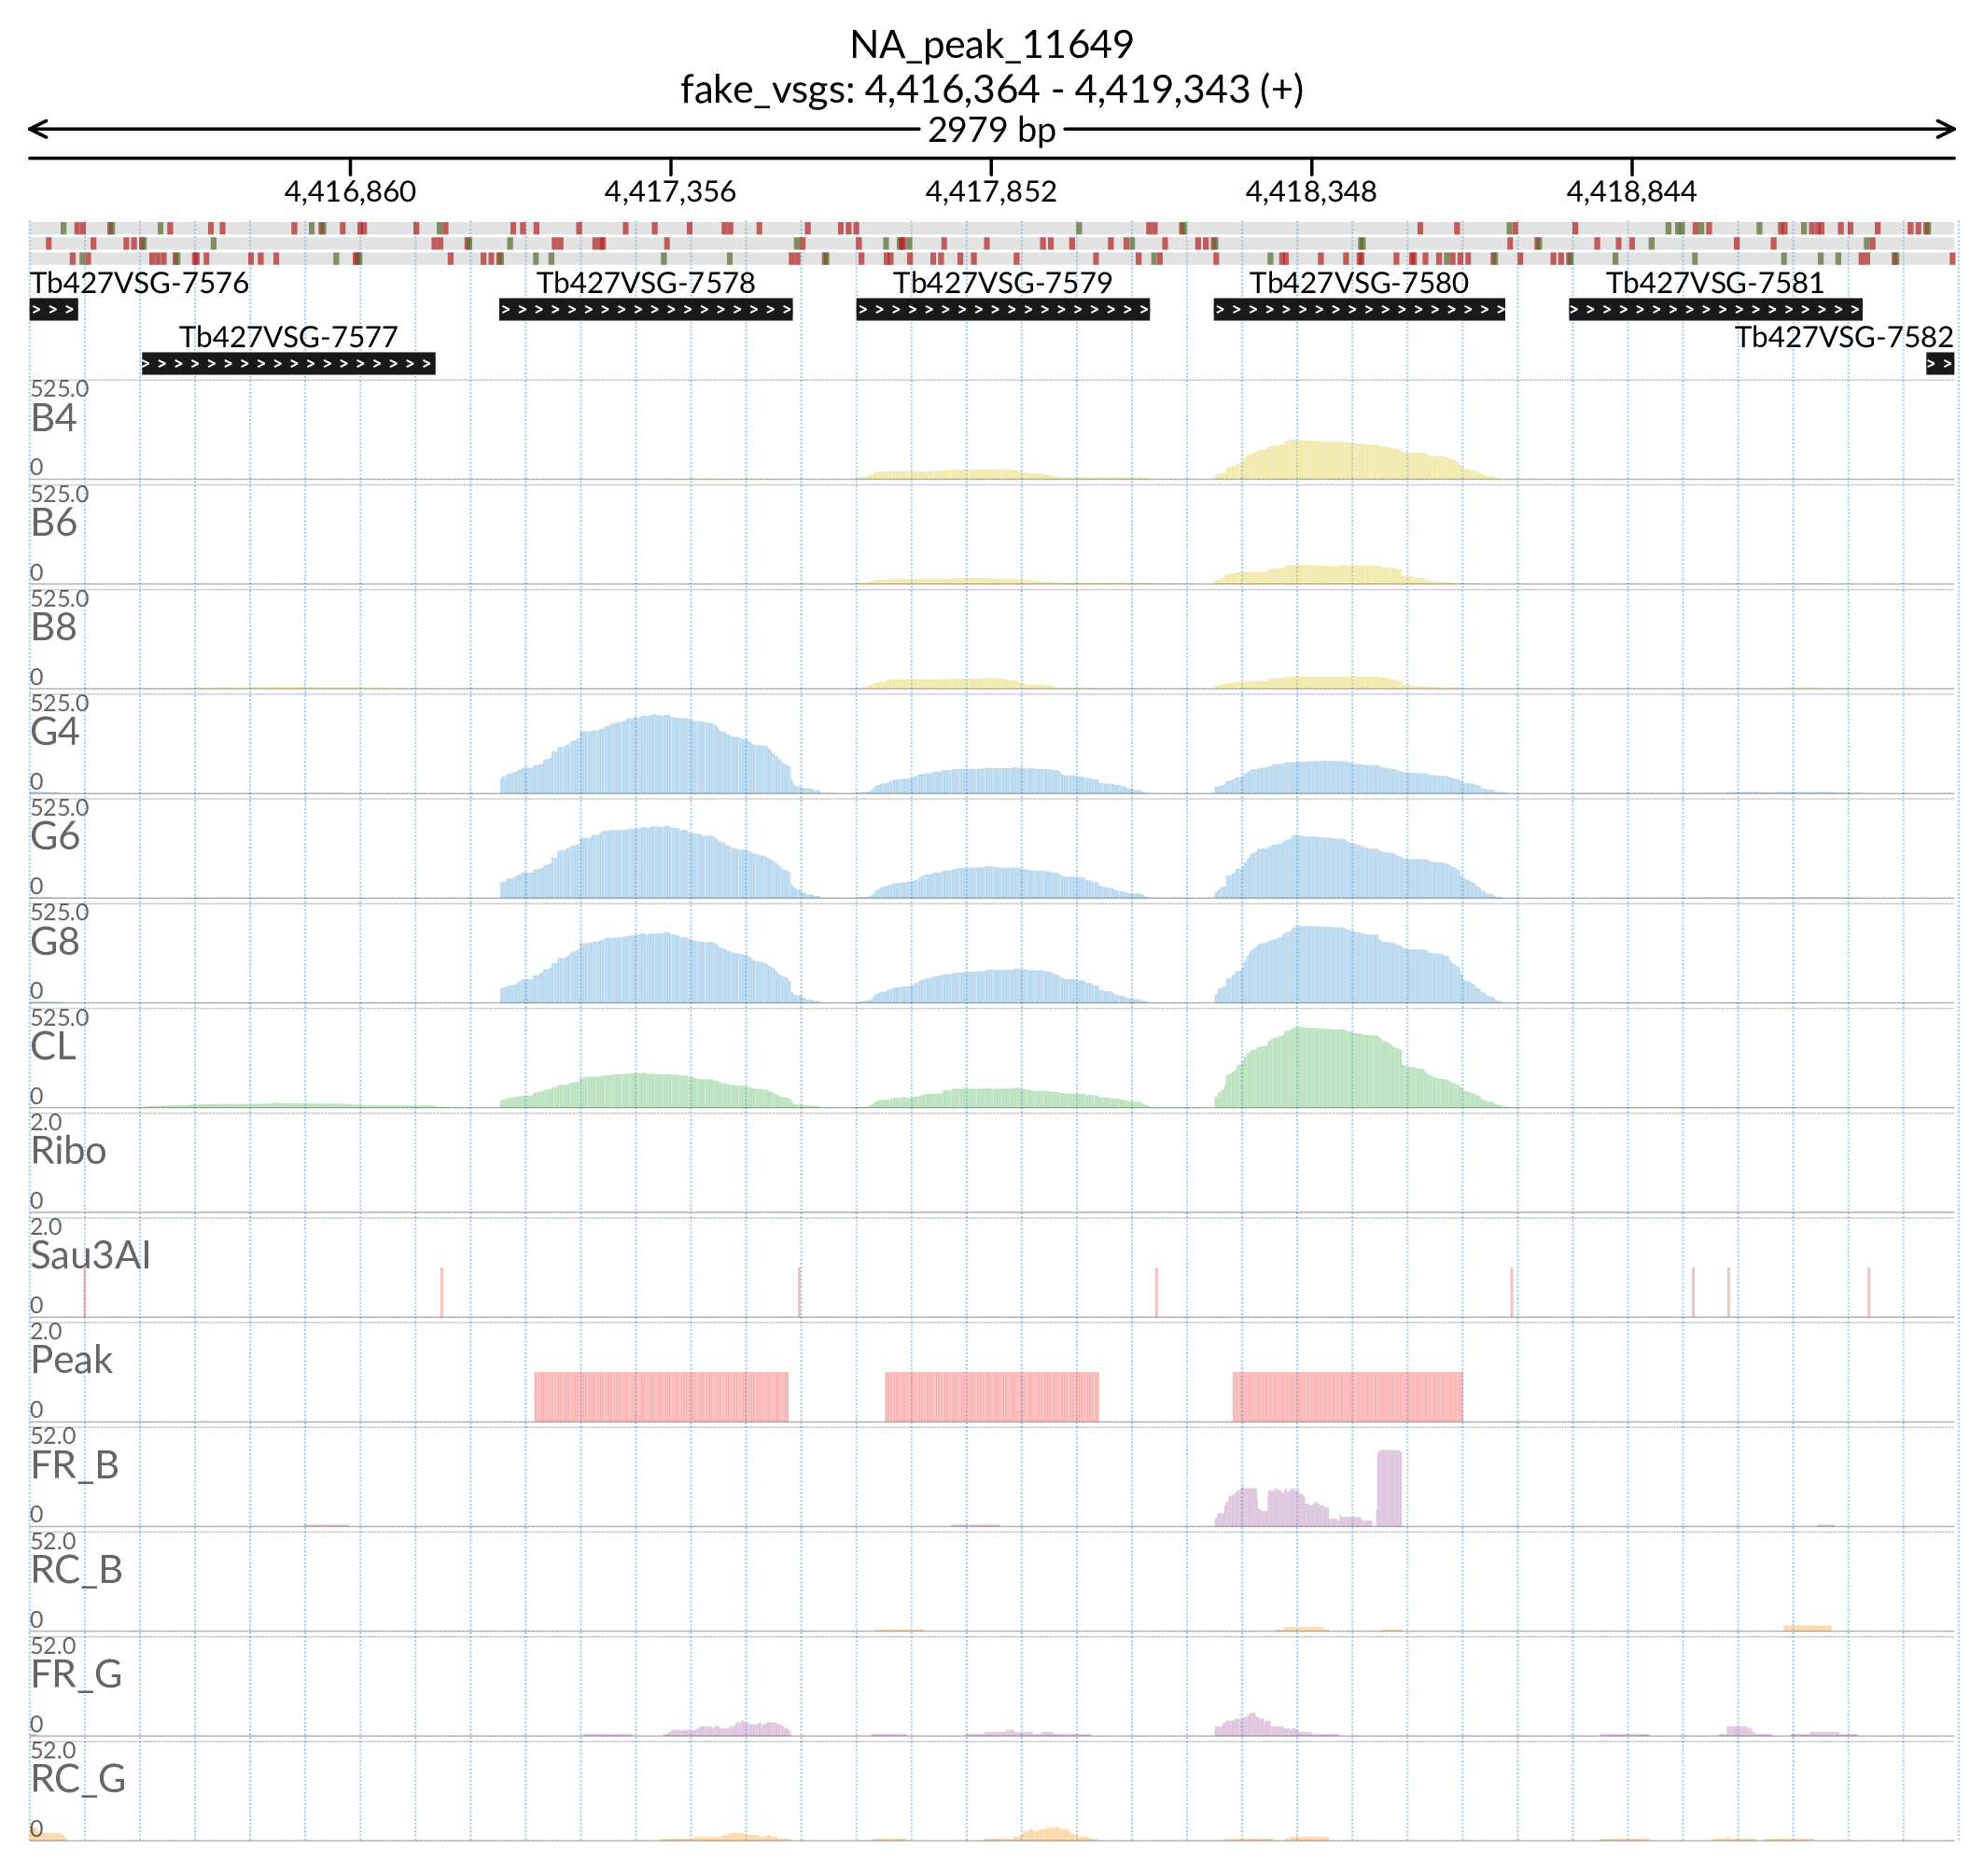 NA_peak_11649
fake_vsgs: 4,416,364 - 4,419,343 (+)
2979 bp
4,416,860 4,417,356 4,417,852 4,418,348 4,418,844
Tb427VSG-7576 Tb427VSG-7578 Tb427VSG-7579 Tb427VSG-7580 Tb427VSG-7581
Tb427VSG-7577 Tb427VSG-7582
525.0
B4
0
525.0
B6
0
525.0
B8
0
525.0
G4
0
525.0
G6
0
525.0
G8
0
525.0
CL
0
2.0
Ribo
0
2.0
Sau3AI
0
2.0
Peak
0
52.0
FR_B
0
52.0
RC_B
0
52.0
FR_G
0
52.0
RC_G
0